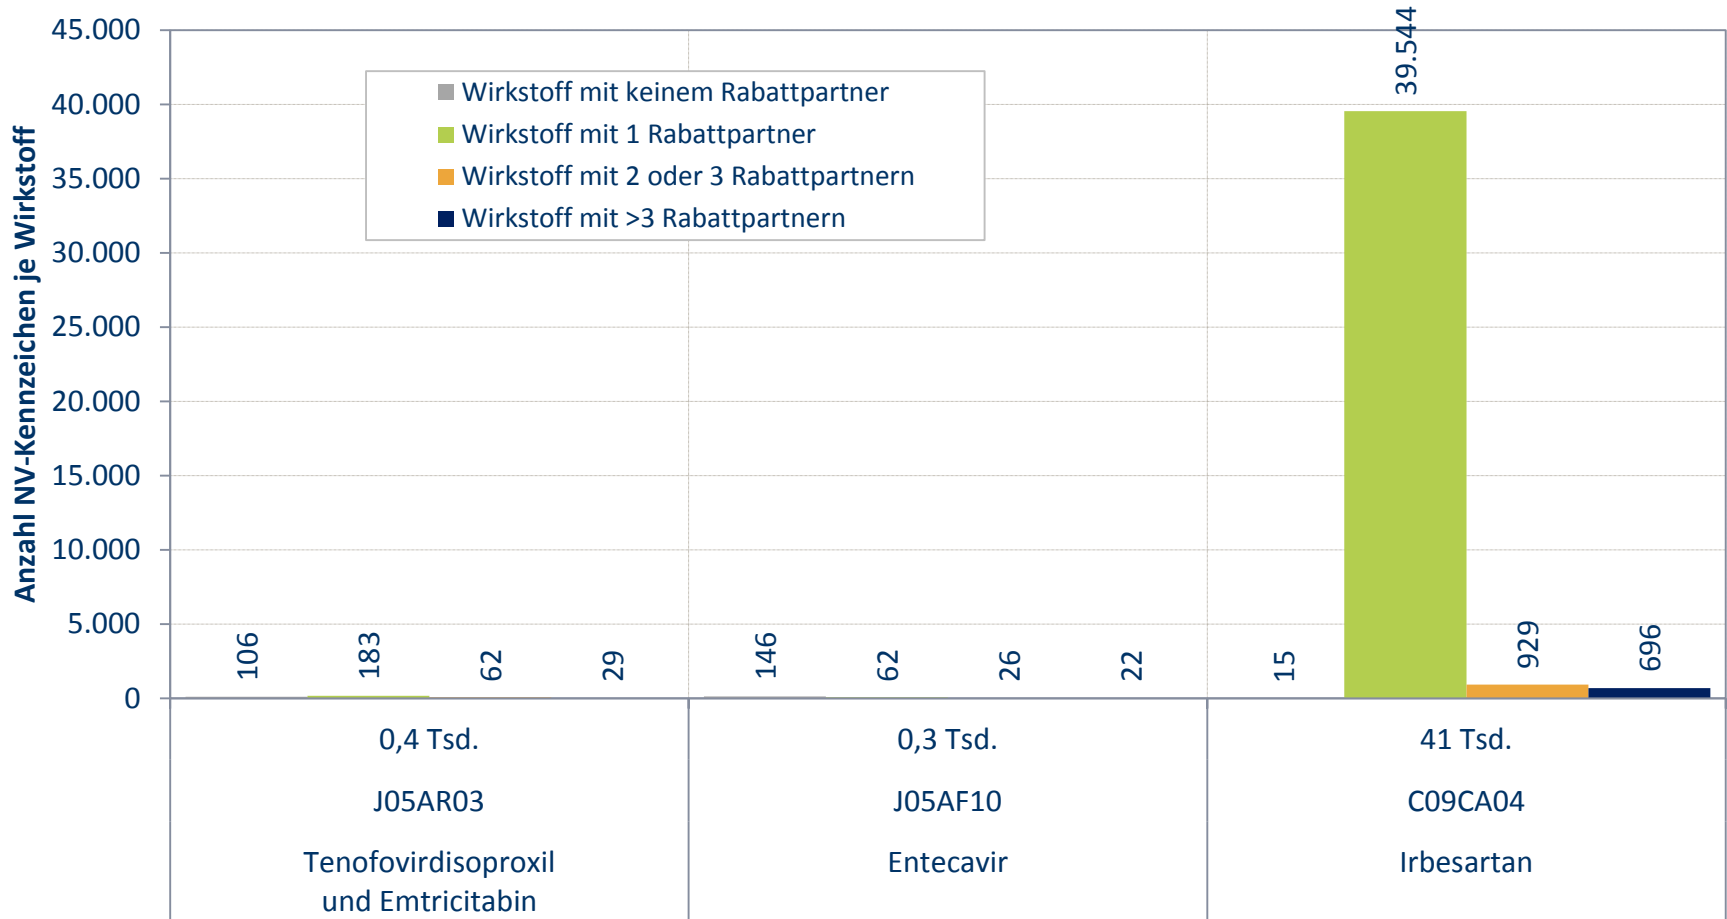 Anzahl NV-Kennzeichen je Wirkstoff
45.000
40.000
35.000
30.000
25.000
20.000
15.000
10.000
5.000
0
Wirkstoff mit keinem Rabattpartner
Wirkstoff mit 1 Rabattpartner
Wirkstoff mit 2 oder 3 Rabattpartnern
Wirkstoff mit >3 Rabattpartnern
106
183
62
29
146
62
26
22
15
39.544
929
696
0,4 Tsd.
0,3 Tsd.
41 Tsd.
J05AR03
J05AF10
C09CA04
Tenofovirdisoproxil
und Emtricitabin
Entecavir
Irbesartan